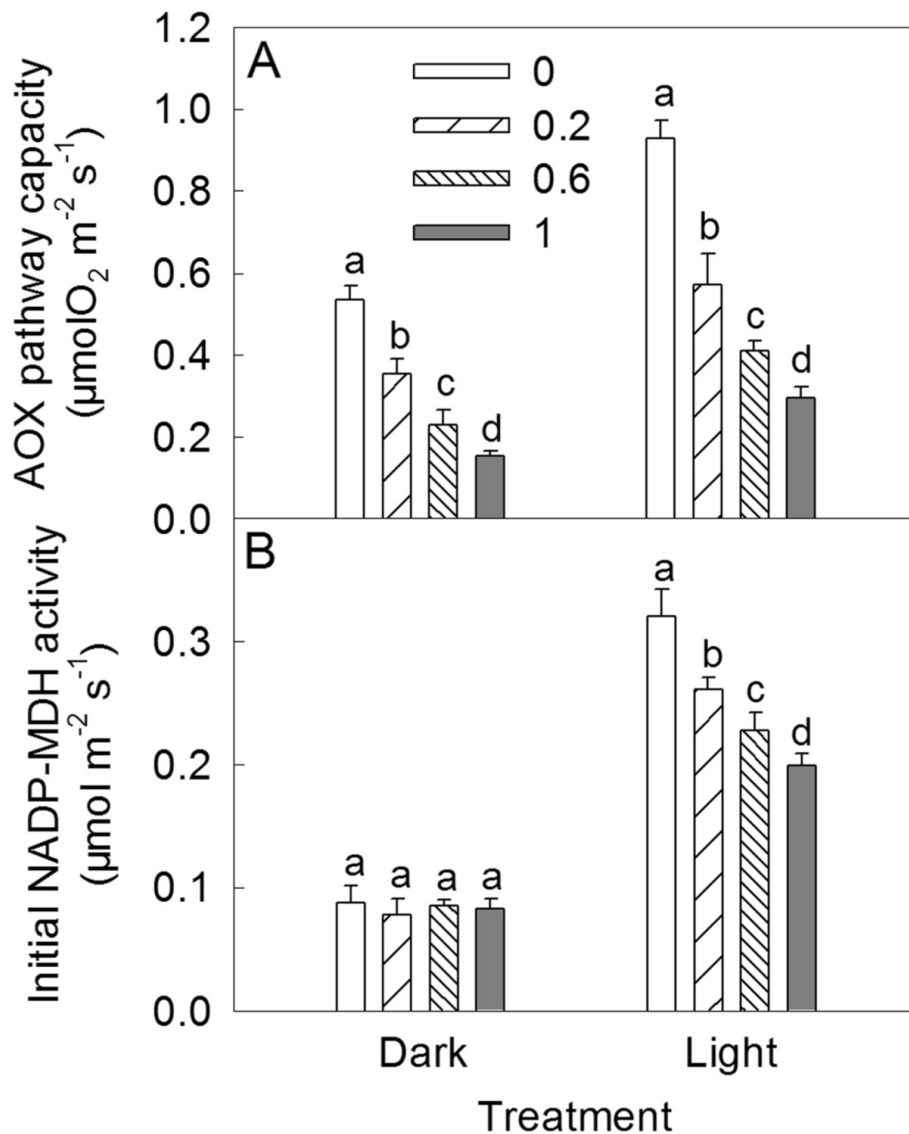 AOX pathway capacity
(µmolO₂ m⁻² s⁻¹)
1.2
1.0
0.8
0.6
0.4
0.2
0.0
A
0
0.2
0.6
1
a
b
c
d
a
b
c
d
Initial NADP-MDH activity
(µmol m⁻² s⁻¹)
0.3
0.2
0.1
0.0
B
a
a
a
a
a
b
c
d
Dark Light
Treatment